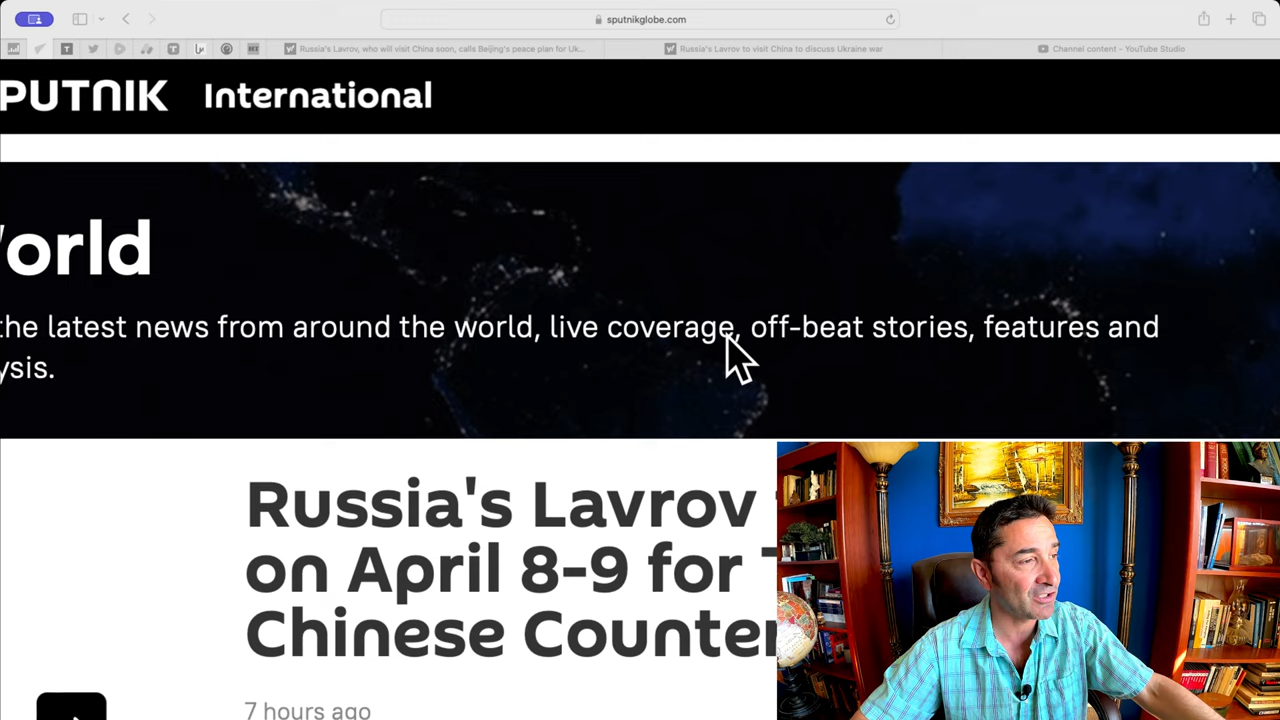 sputnikglobe.com
Russia's Lavrov, who will visit China soon, calls Beijing's peace plan for Uk...
Russia's Lavrov to visit China to discuss Ukraine war
Channel content - YouTube Studio
PUTNIK International
orld
the latest news from around the world, live coverage, off-beat stories, features and
ysis.
Russia's Lavrov
on April 8-9 for
Chinese Counter
7 hours ago